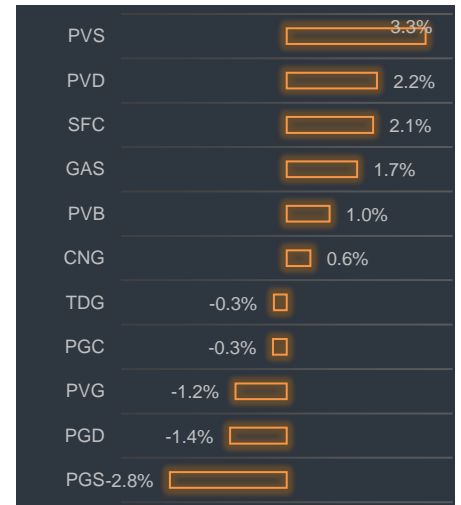 PVS 3.3%
PVD 2.2%
SFC 2.1%
GAS 1.7%
PVB 1.0%
CNG 0.6%
TDG -0.3%
PGC -0.3%
PVG -1.2%
PGD -1.4%
PGS -2.8%